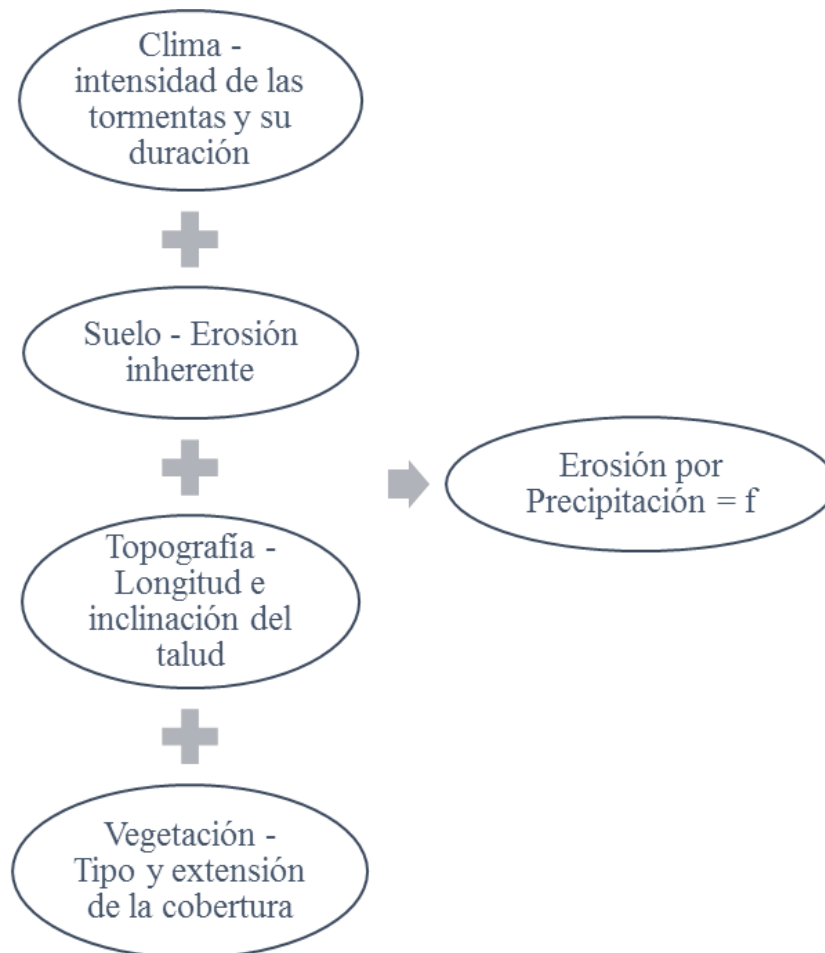 Clima -
intensidad de las
tormentas y su
duración
Suelo - Erosión
inherente
Topografía -
Longitud e
inclinación del
talud
Vegetación -
Tipo y extensión
de la cobertura
Erosión por
Precipitación = f